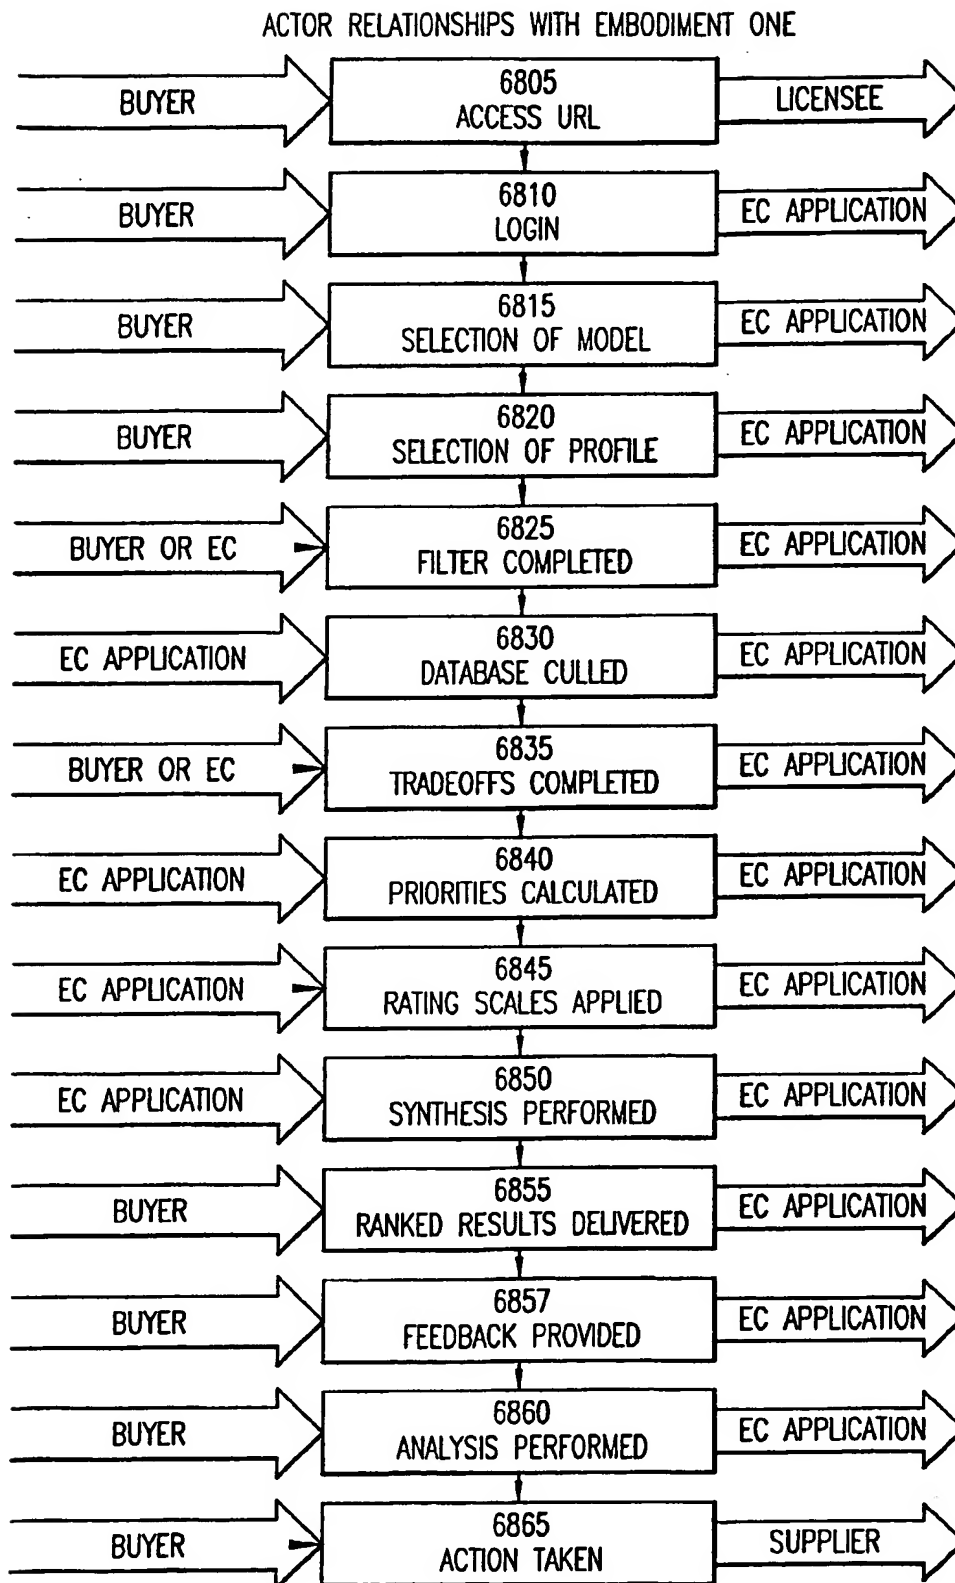 ACTOR RELATIONSHIPS WITH EMBODIMENT ONE
BUYER
6805
ACCESS URL
LICENSEE
BUYER
6810
LOGIN
EC APPLICATION
BUYER
6815
SELECTION OF MODEL
EC APPLICATION
BUYER
6820
SELECTION OF PROFILE
EC APPLICATION
BUYER OR EC
6825
FILTER COMPLETED
EC APPLICATION
EC APPLICATION
6830
DATABASE CULLED
EC APPLICATION
BUYER OR EC
6835
TRADEOFFS COMPLETED
EC APPLICATION
EC APPLICATION
6840
PRIORITIES CALCULATED
EC APPLICATION
EC APPLICATION
6845
RATING SCALES APPLIED
EC APPLICATION
EC APPLICATION
6850
SYNTHESIS PERFORMED
EC APPLICATION
BUYER
6855
RANKED RESULTS DELIVERED
EC APPLICATION
BUYER
6857
FEEDBACK PROVIDED
EC APPLICATION
BUYER
6860
ANALYSIS PERFORMED
EC APPLICATION
BUYER
6865
ACTION TAKEN
SUPPLIER